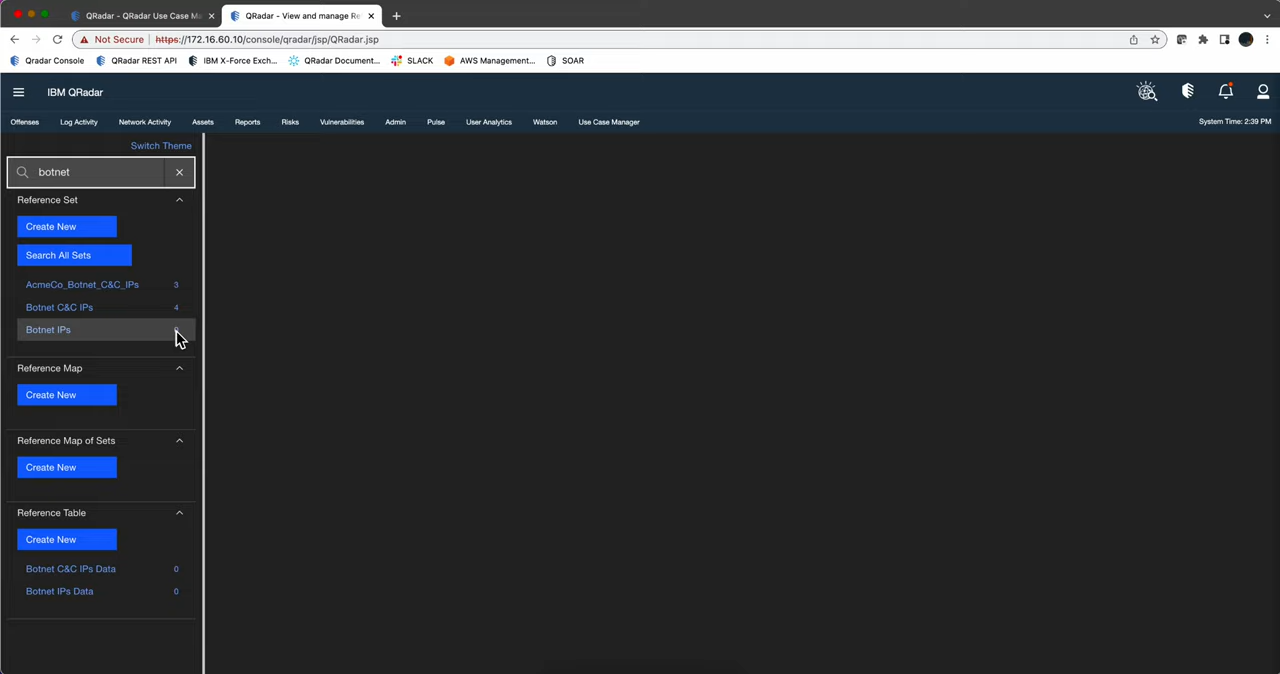 QRadar - QRadar Use Case Ma
QRadar - View and manage Re
Not Secure https://172.16.60.10/console/qradar/jsp/QRadar.jsp
QRadar Console QRadar REST API IBM X-Force Exch... QRadar Document... SLACK AWS Management... SOAR
IBM QRadar
Offenses Log Activity Network Activity Assets Reports Risks Vulnerabilities Admin Pulse User Analytics Watson Use Case Manager System Time: 2:39 PM
Switch Theme
botnet
Reference Set
Create New
Search All Sets
AcmeCo_Botnet_C&C_IPs 3
Botnet C&C IPs 4
Botnet IPs
Reference Map
Create New
Reference Map of Sets
Create New
Reference Table
Create New
Botnet C&C IPs Data 0
Botnet IPs Data 0